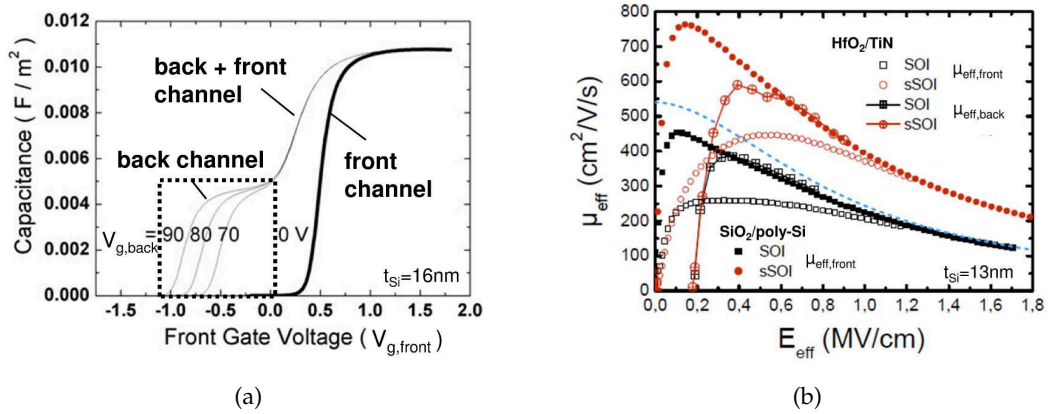 0.012
0.010
0.008
0.006
0.004
0.002
0.000
Capacitance ( F / m² )
back + front
channel
back channel
front
channel
V_g,back = 90 80 70 0 V
t_Si=16nm
-1.5 -1.0 -0.5 0.0 0.5 1.0 1.5 2.0
Front Gate Voltage ( V_g,front )
(a)
800
700
600
500
400
300
200
100
0
μ_eff (cm²/V/s)
HfO₂/TiN
SOI
sSOI
μ_eff,front
SOI
sSOI
μ_eff,back
SiO₂/poly-Si
SOI
sSOI
μ_eff,front
t_Si=13nm
0,0 0,2 0,4 0,6 0,8 1,0 1,2 1,4 1,6 1,8
E_eff (MV/cm)
(b)